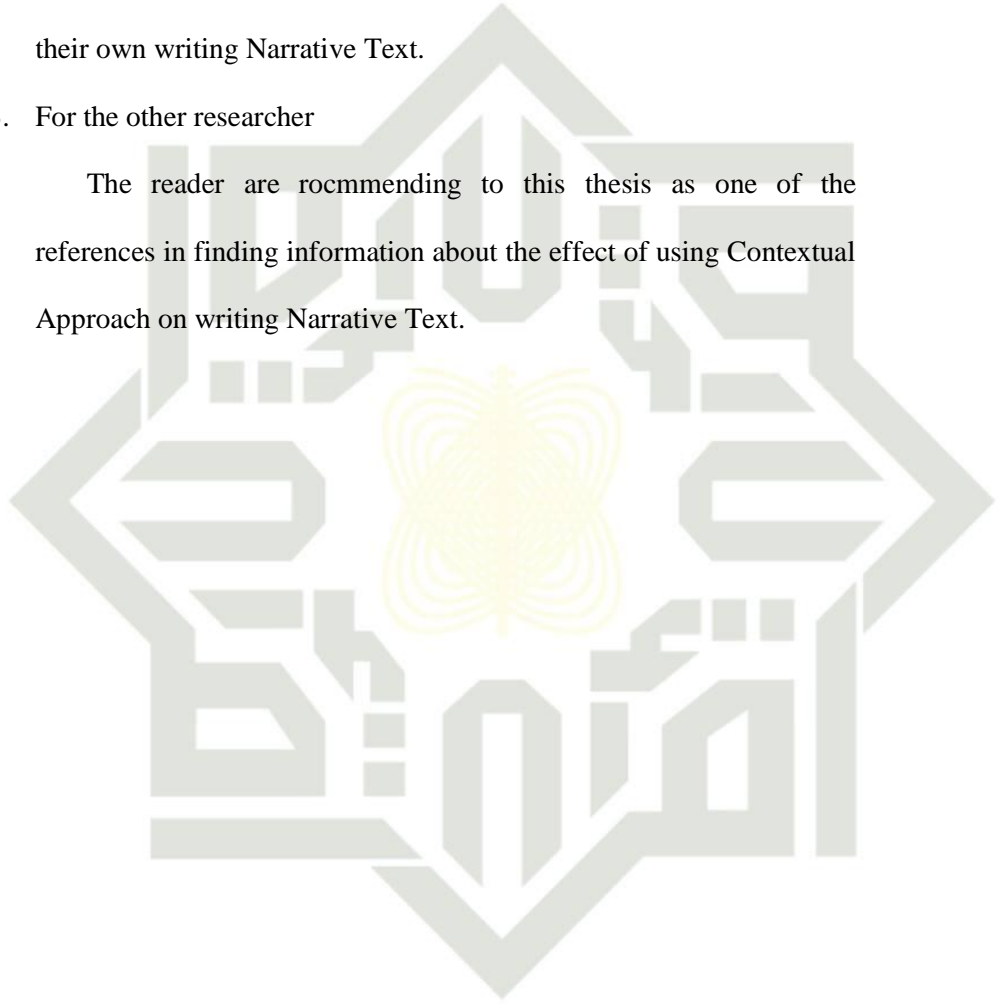 their own writing Narrative Text.
. For the other researcher
The reader are rocmmending to this thesis as one of the
references in finding information about the effect of using Contextual
Approach on writing Narrative Text.